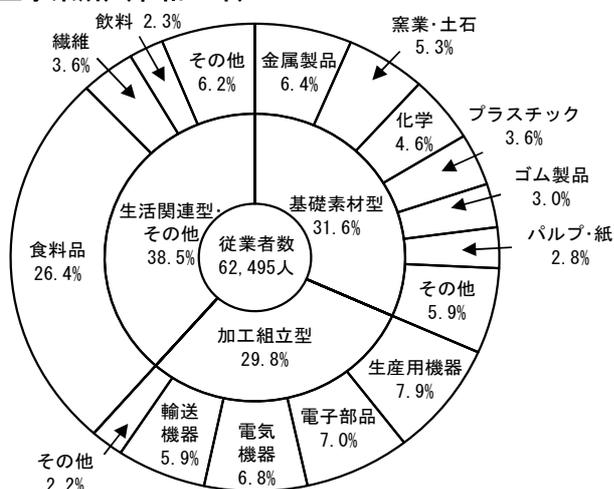 飲料 2.3%
繊維
3.6%
その他
6.2%
金属製品
6.4%
窯業・土石
5.3%
化学
4.6%
プラスチック
3.6%
ゴム製品
3.0%
パルプ・紙
2.8%
その他
5.9%
基礎素材型
31.6%
生活関連型・
その他
38.5%
従業者数
62,495人
食料品
26.4%
加工組立型
29.8%
生産用機器
7.9%
電子部品
7.0%
電気
機器
6.8%
輸送
機器
5.9%
その他
2.2%